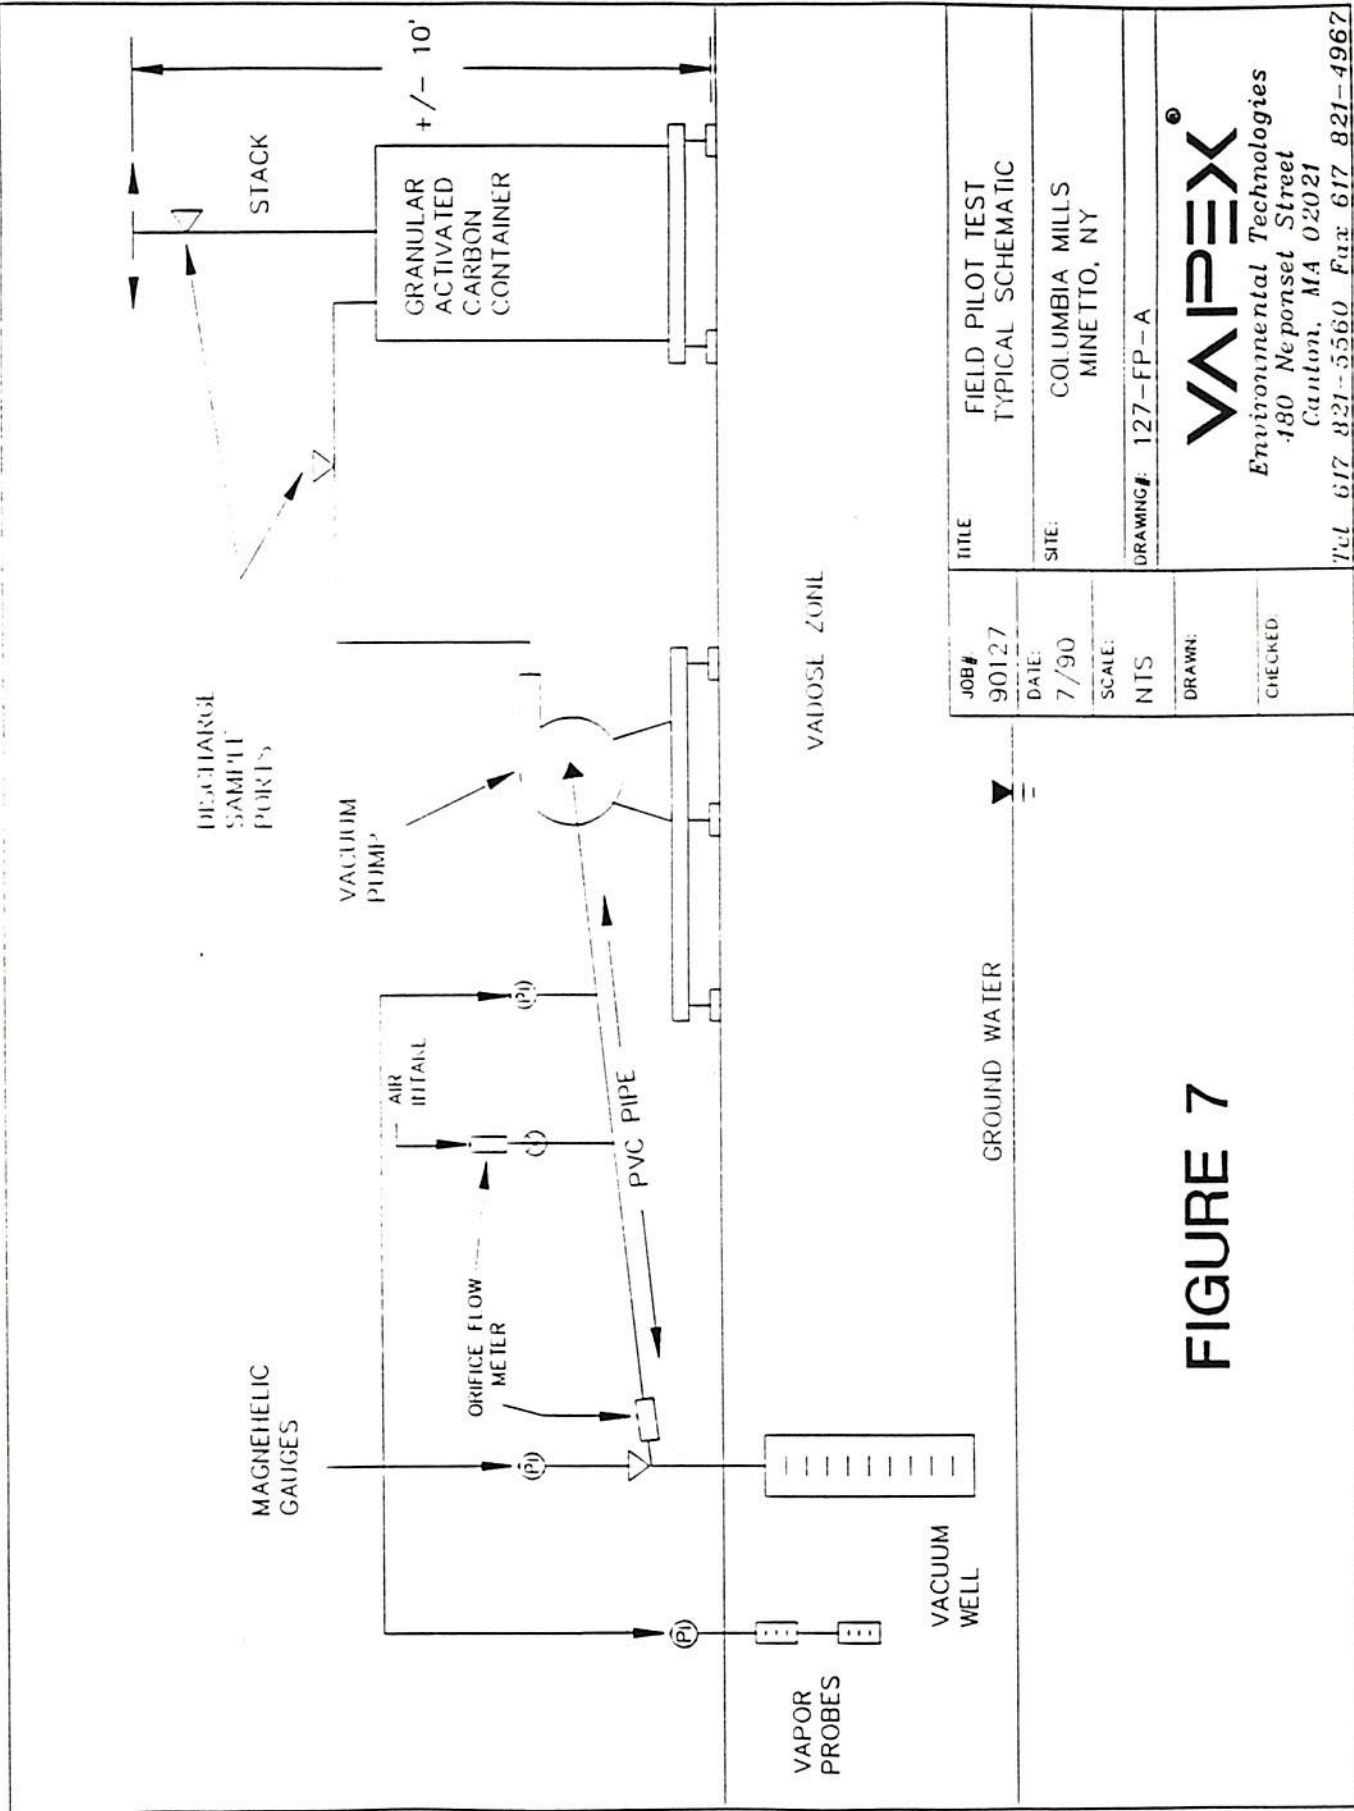 MAGNEHELIC
GAUGES
DISCHARGE
SAMPLE
PORTS
STACK
+/- 10'
VACUUM
PUMP
GRANULAR
ACTIVATED
CARBON
CONTAINER
AIR
INTAKE
ORIFICE FLOW
METER
(PI)
(PI)
(PI)
PVC PIPE
VAPOR
PROBES
VACUUM
WELL
VADOSE ZONE
GROUND WATER
FIGURE 7
JOB#:
90127
DATE:
7/90
SCALE:
NTS
DRAWN:
CHECKED:
TITLE:
FIELD PILOT TEST
TYPICAL SCHEMATIC
SITE:
COLUMBIA MILLS
MINETTO, NY
DRAWING#: 127-FP-A
VAPEX®
Environmental Technologies
480 Neponset Street
Canton, MA 02021
Tel 617 821-5560 Fax 617 821-4967